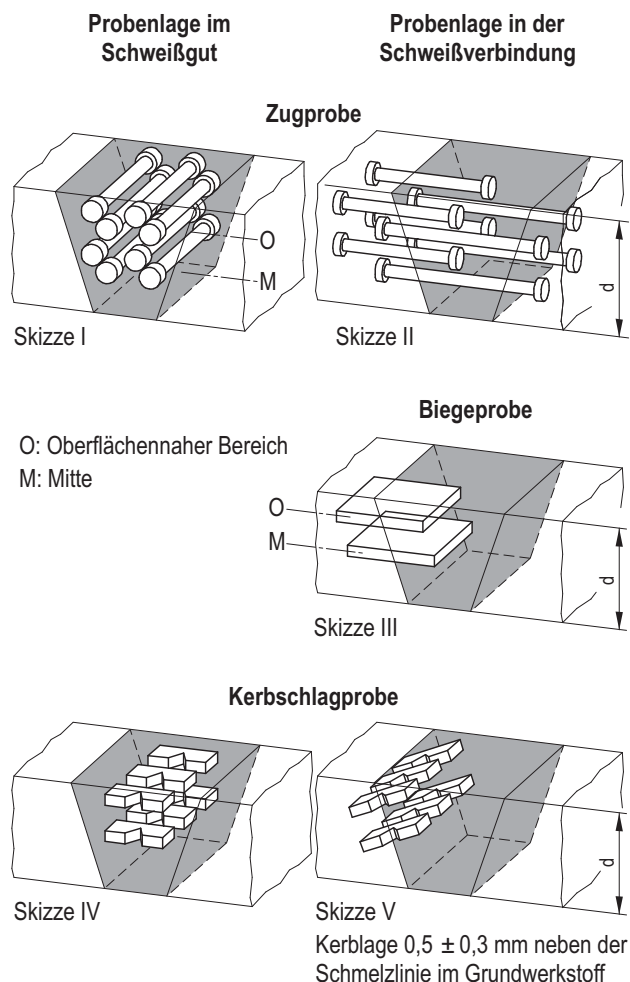 Probenlage im
Schweißgut
Probenlage in der
Schweißverbindung
Zugprobe
O
M
d
Skizze I
Skizze II
Biegeprobe
O: Oberflächennaher Bereich
M: Mitte
O
M
d
Skizze III
Kerbschlagprobe
d
Skizze IV
Skizze V
Kerblage 0,5 ± 0,3 mm neben der
Schmelzlinie im Grundwerkstoff